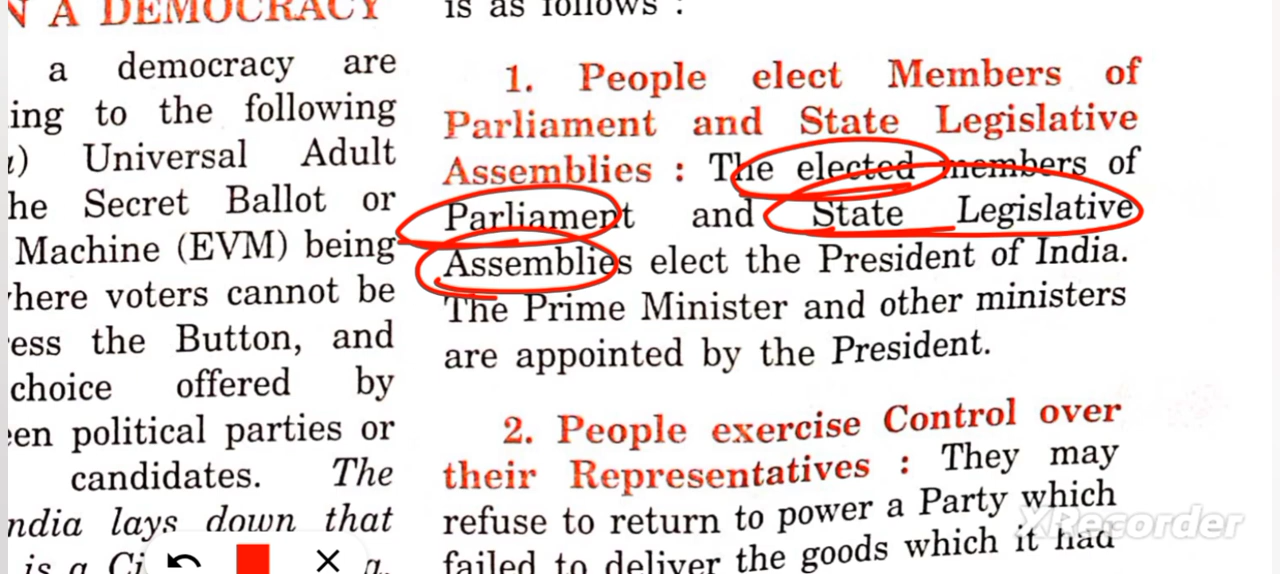 N A DEMOCRACY
a democracy are
ing to the following
) Universal Adult
he Secret Ballot or
Machine (EVM) being
here voters cannot be
ess the Button, and
choice offered by
en political parties or
candidates. The
ndia lays down that
is a
is as follows :
1. People elect Members of
Parliament and State Legislative
Assemblies : The elected members of
Parliament and State Legislative
Assemblies elect the President of India.
The Prime Minister and other ministers
are appointed by the President.
2. People exercise Control over
their Representatives : They may
refuse to return to power a Party which
failed to deliver the goods which it had
XRecorder